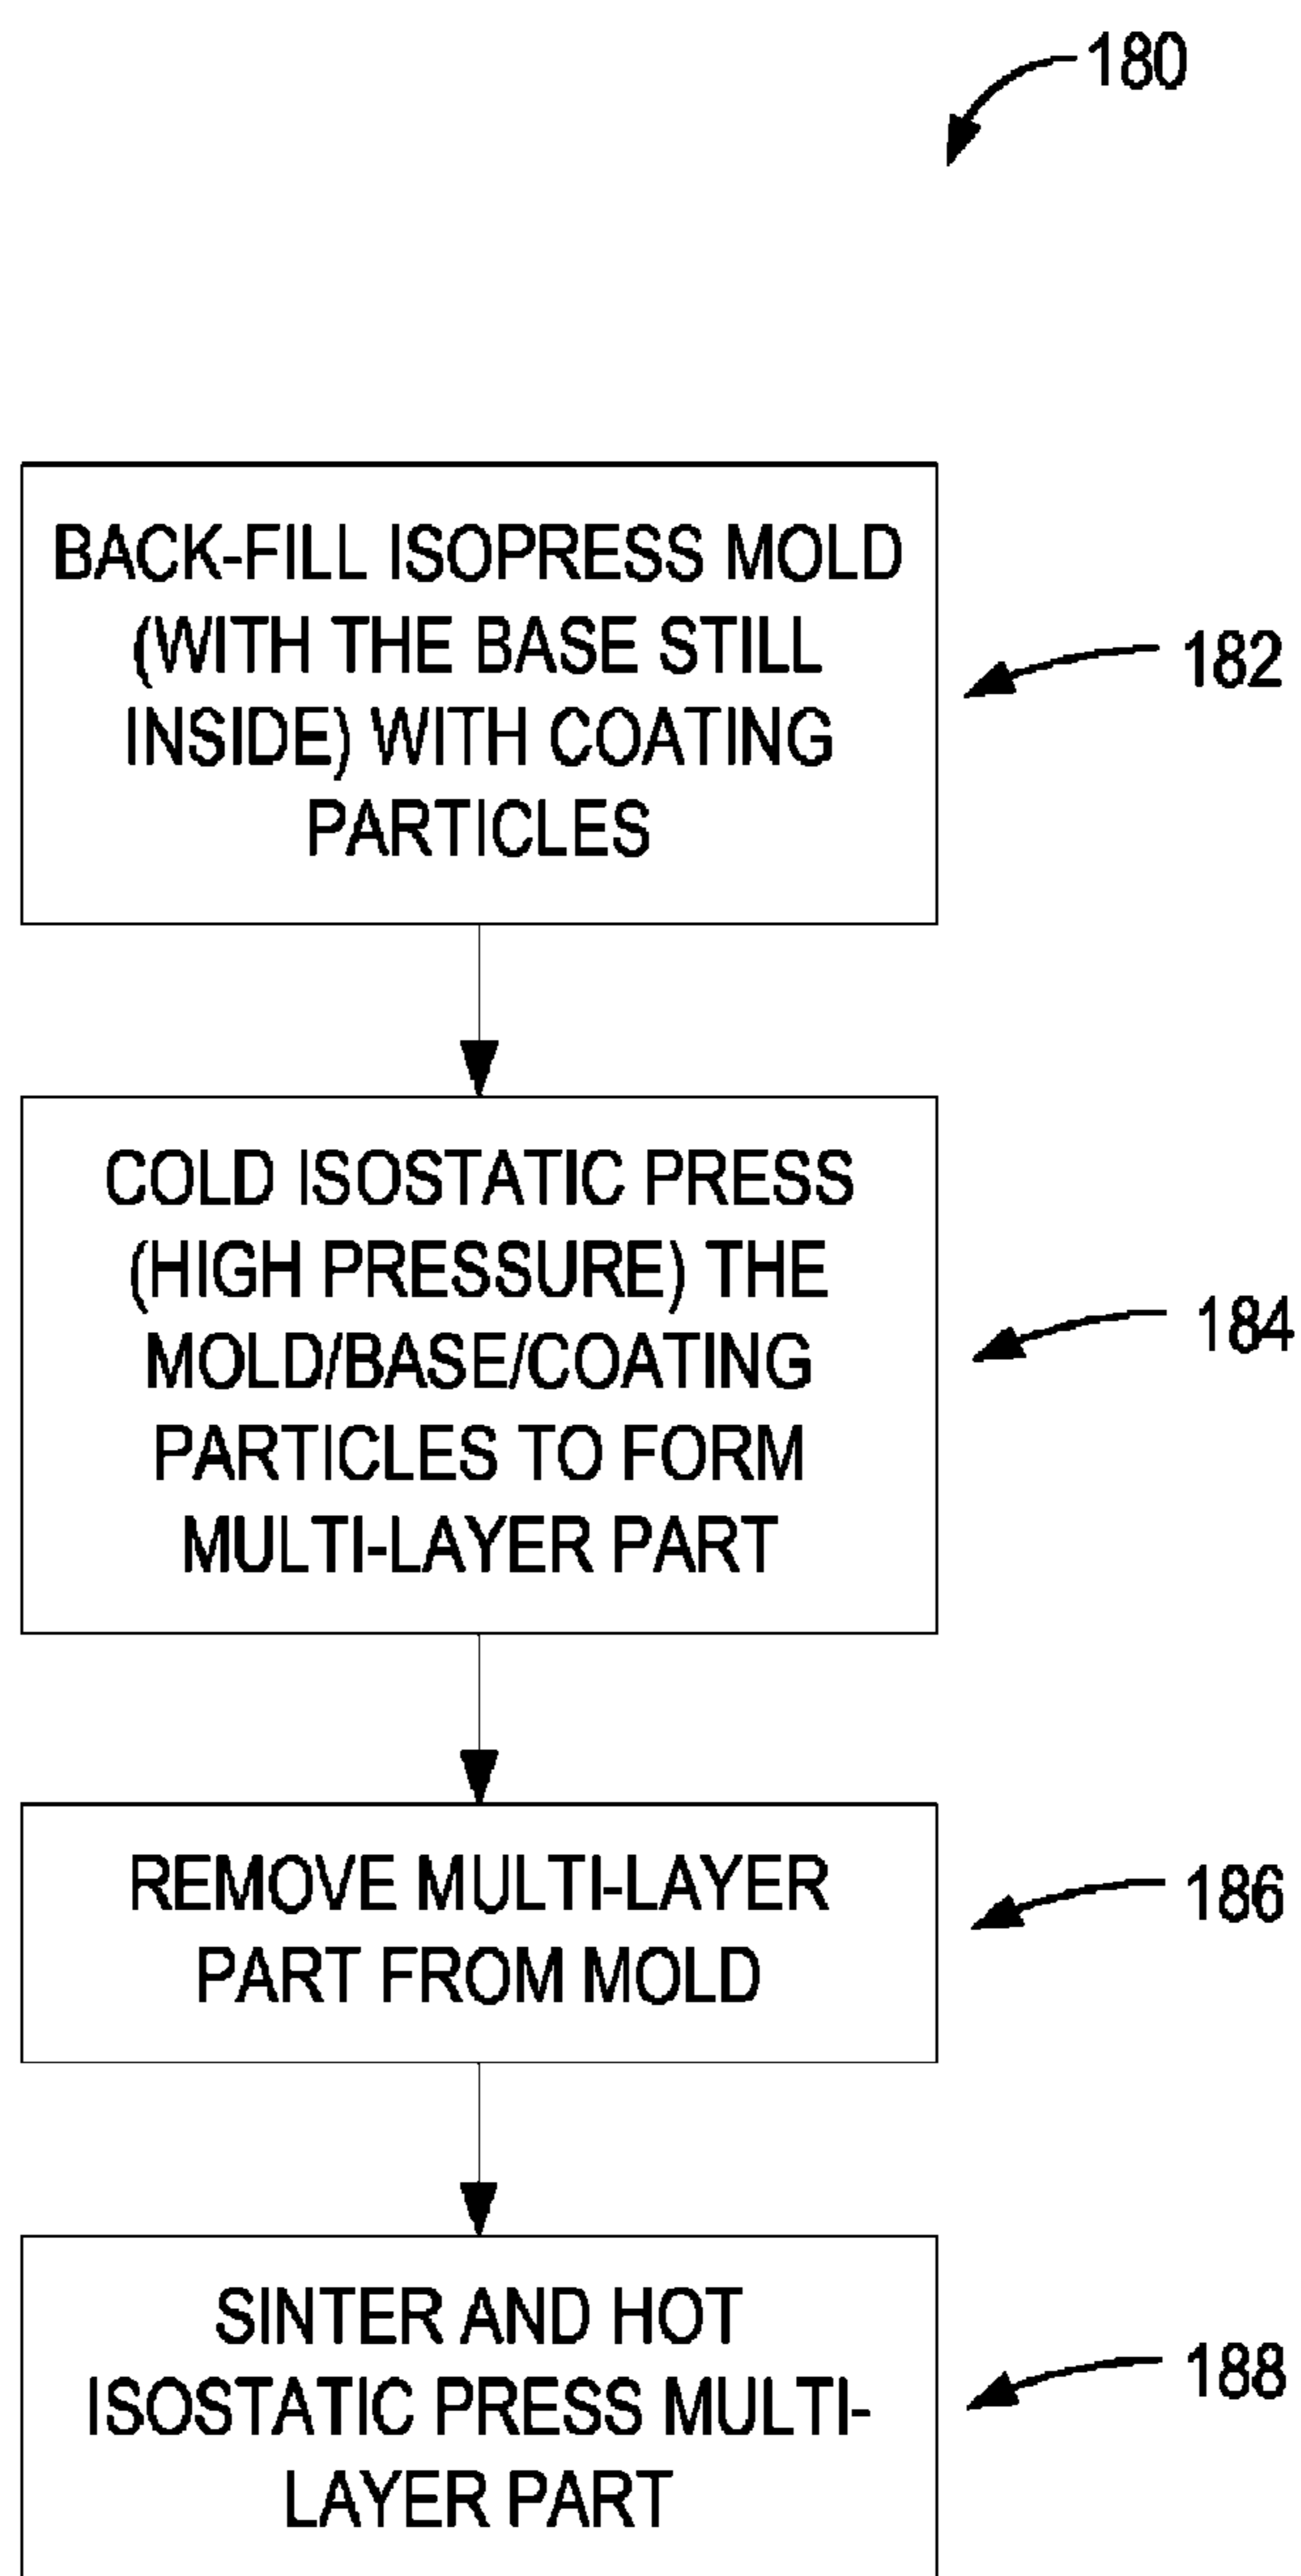 180
BACK-FILL ISOPRESS MOLD
(WITH THE BASE STILL
INSIDE) WITH COATING
PARTICLES
182
COLD ISOSTATIC PRESS
(HIGH PRESSURE) THE
MOLD/BASE/COATING
PARTICLES TO FORM
MULTI-LAYER PART
184
REMOVE MULTI-LAYER
PART FROM MOLD
186
SINTER AND HOT
ISOSTATIC PRESS MULTI-
LAYER PART
188